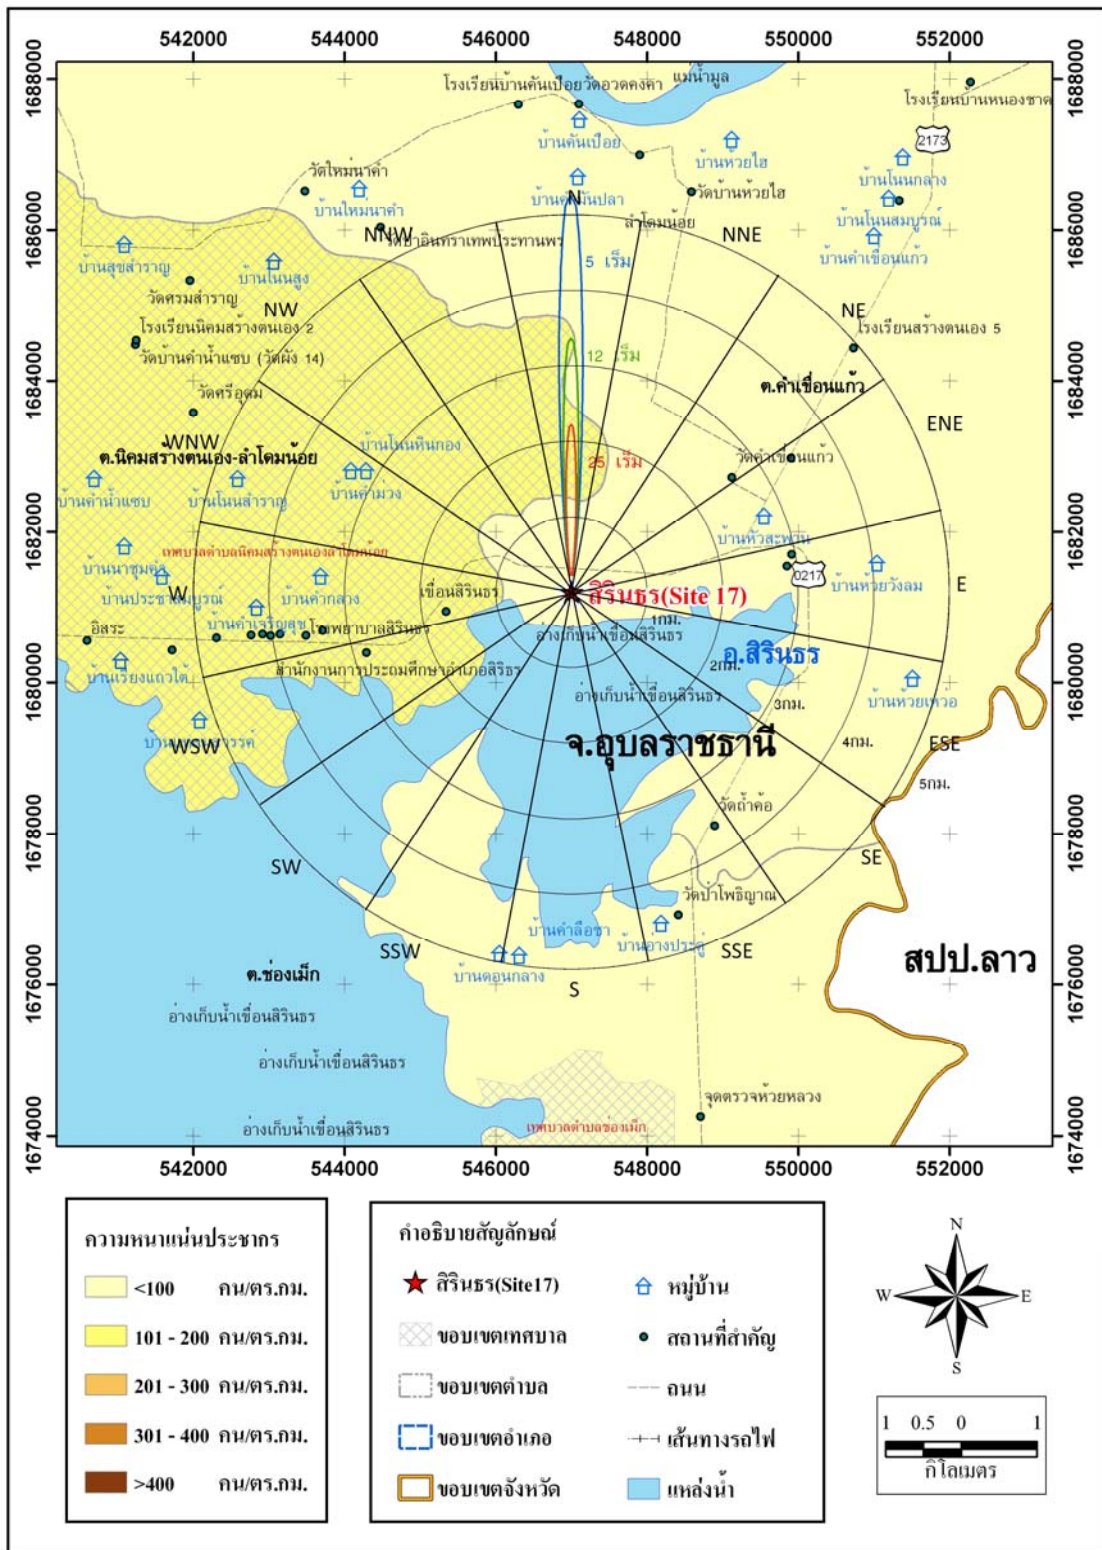 542000 544000 546000 548000 550000 552000
1688000
1688000
โรงเรียนบ้านคันเปือยวัดอวดคงคา
แม่น้ำมูล
โรงเรียนบ้านหนองชาด
บ้านคันเปือย
2173
บ้านห้วยไฮ
บ้านโนนกลาง
วัดใหม่นาคำ
บ้านใหม่นาคำ
N
วัดบ้านห้วยไฮ
บ้านโนนสมบูรณ์
1686000
1686000
ลำโดมน้อย
NNW
NNE
บ้านคำเขื่อนแก้ว
บ้านสุขสำราญ
บ้านโนนสูง
5 เร็ม
วัดศรมสำราญ
NW
NE
โรงเรียนนิคมสร้างตนเอง 2
โรงเรียนสร้างตนเอง 5
วัดบ้านคำน้ำแซบ (วัดผัง 14)
12 เร็ม
1684000
1684000
วัดศรีอุดม
ต.คำเขื่อนแก้ว
ENE
WNW
บ้านโนนหินกอง
ต.นิคมสร้างตนเอง-ลำโดมน้อย
25 เร็ม
วัดคำเขื่อนแก้ว
บ้านคำน้ำแซบ
บ้านโนนสำราญ
บ้านคำม่วง
1682000
1682000
บ้านหัวสะพาน
เทศบาลตำบลนิคมสร้างตนเองลำโดมน้อย
บ้านนาชุมคำ
0217
บ้านห้วยวังลม
E
W
บ้านประชาสมบูรณ์
บ้านคำกลาง
เขื่อนสิรินธร
สิรินธร(Site 17)
บ้านคำเจริญสุข
1กม.
อิสระ
โรงพยาบาลสิรินธร
อ่างเก็บน้ำเขื่อนสิรินธร
อ.สิรินธร
บ้านเรียงแถวใต้
สำนักงานการประถมศึกษาอำเภอสิรินธร
2กม.
1680000
1680000
อ่างเก็บน้ำเขื่อนสิรินธร
3กม.
บ้านห้วยเหว่อ
WSW
จ.อุบลราชธานี
4กม.
ESE
5กม.
วัดถ้ำค้อ
1678000
1678000
SW
SE
วัดป่าโพธิญาณ
บ้านคำลือชา
บ้านอ่างประดู่
SSW
SSE
ต.ช่องเม็ก
บ้านดอนกลาง
สปป.ลาว
S
1676000
1676000
อ่างเก็บน้ำเขื่อนสิรินธร
อ่างเก็บน้ำเขื่อนสิรินธร
จุดตรวจห้วยหลวง
อ่างเก็บน้ำเขื่อนสิรินธร
เทศบาลตำบลช่องเม็ก
1674000
1674000
542000 544000 546000 548000 550000 552000
ความหนาแน่นประชากร
<100 คน/ตร.กม.
101 - 200 คน/ตร.กม.
201 - 300 คน/ตร.กม.
301 - 400 คน/ตร.กม.
>400 คน/ตร.กม.
คำอธิบายสัญลักษณ์
สิรินธร(Site17)
หมู่บ้าน
ขอบเขตเทศบาล
สถานที่สำคัญ
ขอบเขตตำบล
ถนน
ขอบเขตอำเภอ
เส้นทางรถไฟ
ขอบเขตจังหวัด
แหล่งน้ำ
N
W E
S
1 0.5 0 1
กิโลเมตร